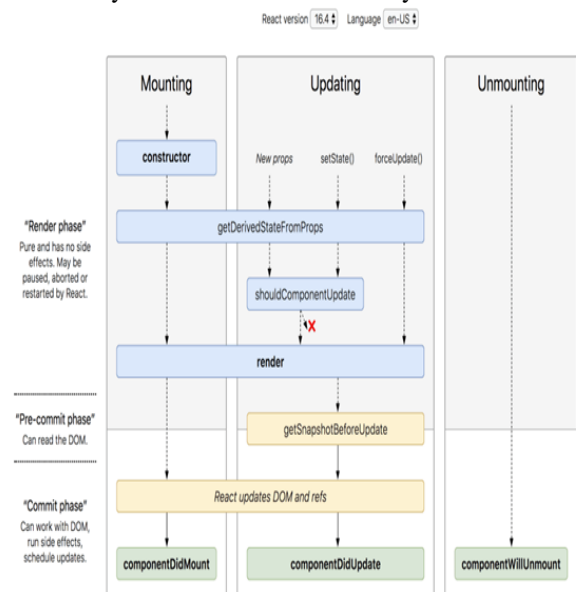 React version 16.4 Language en-US
Mounting
Updating
Unmounting
constructor
New props
setState()
forceUpdate()
"Render phase"
Pure and has no side
effects. May be
paused, aborted or
restarted by React.
getDerivedStateFromProps
shouldComponentUpdate
render
"Pre-commit phase"
Can read the DOM.
getSnapshotBeforeUpdate
"Commit phase"
Can work with DOM,
run side effects,
schedule updates.
React updates DOM and refs
componentDidMount
componentDidUpdate
componentWillUnmount